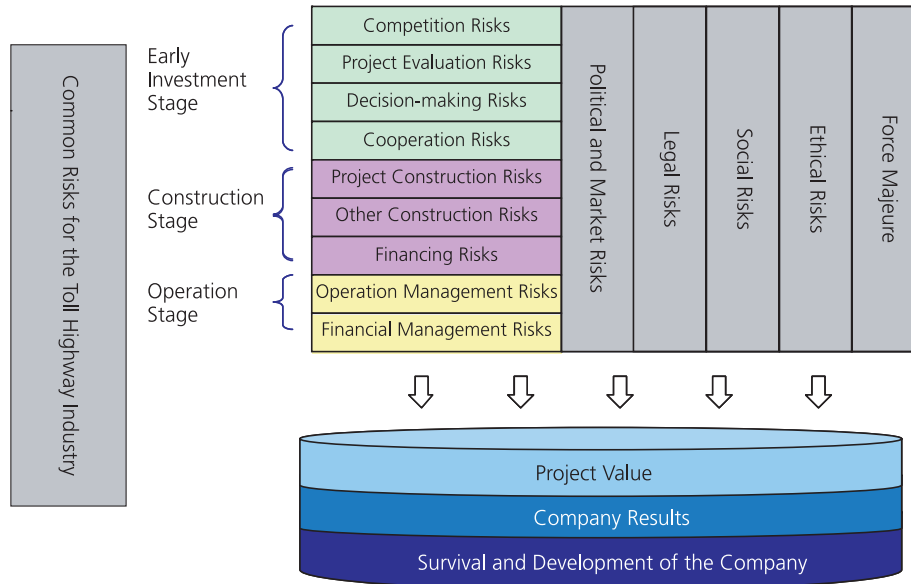 Common Risks for the Toll Highway Industry
Early
Investment
Stage
Competition Risks
Project Evaluation Risks
Decision-making Risks
Cooperation Risks
Construction
Stage
Project Construction Risks
Other Construction Risks
Financing Risks
Operation
Stage
Operation Management Risks
Financial Management Risks
Political and Market Risks
Legal Risks
Social Risks
Ethical Risks
Force Majeure
Project Value
Company Results
Survival and Development of the Company